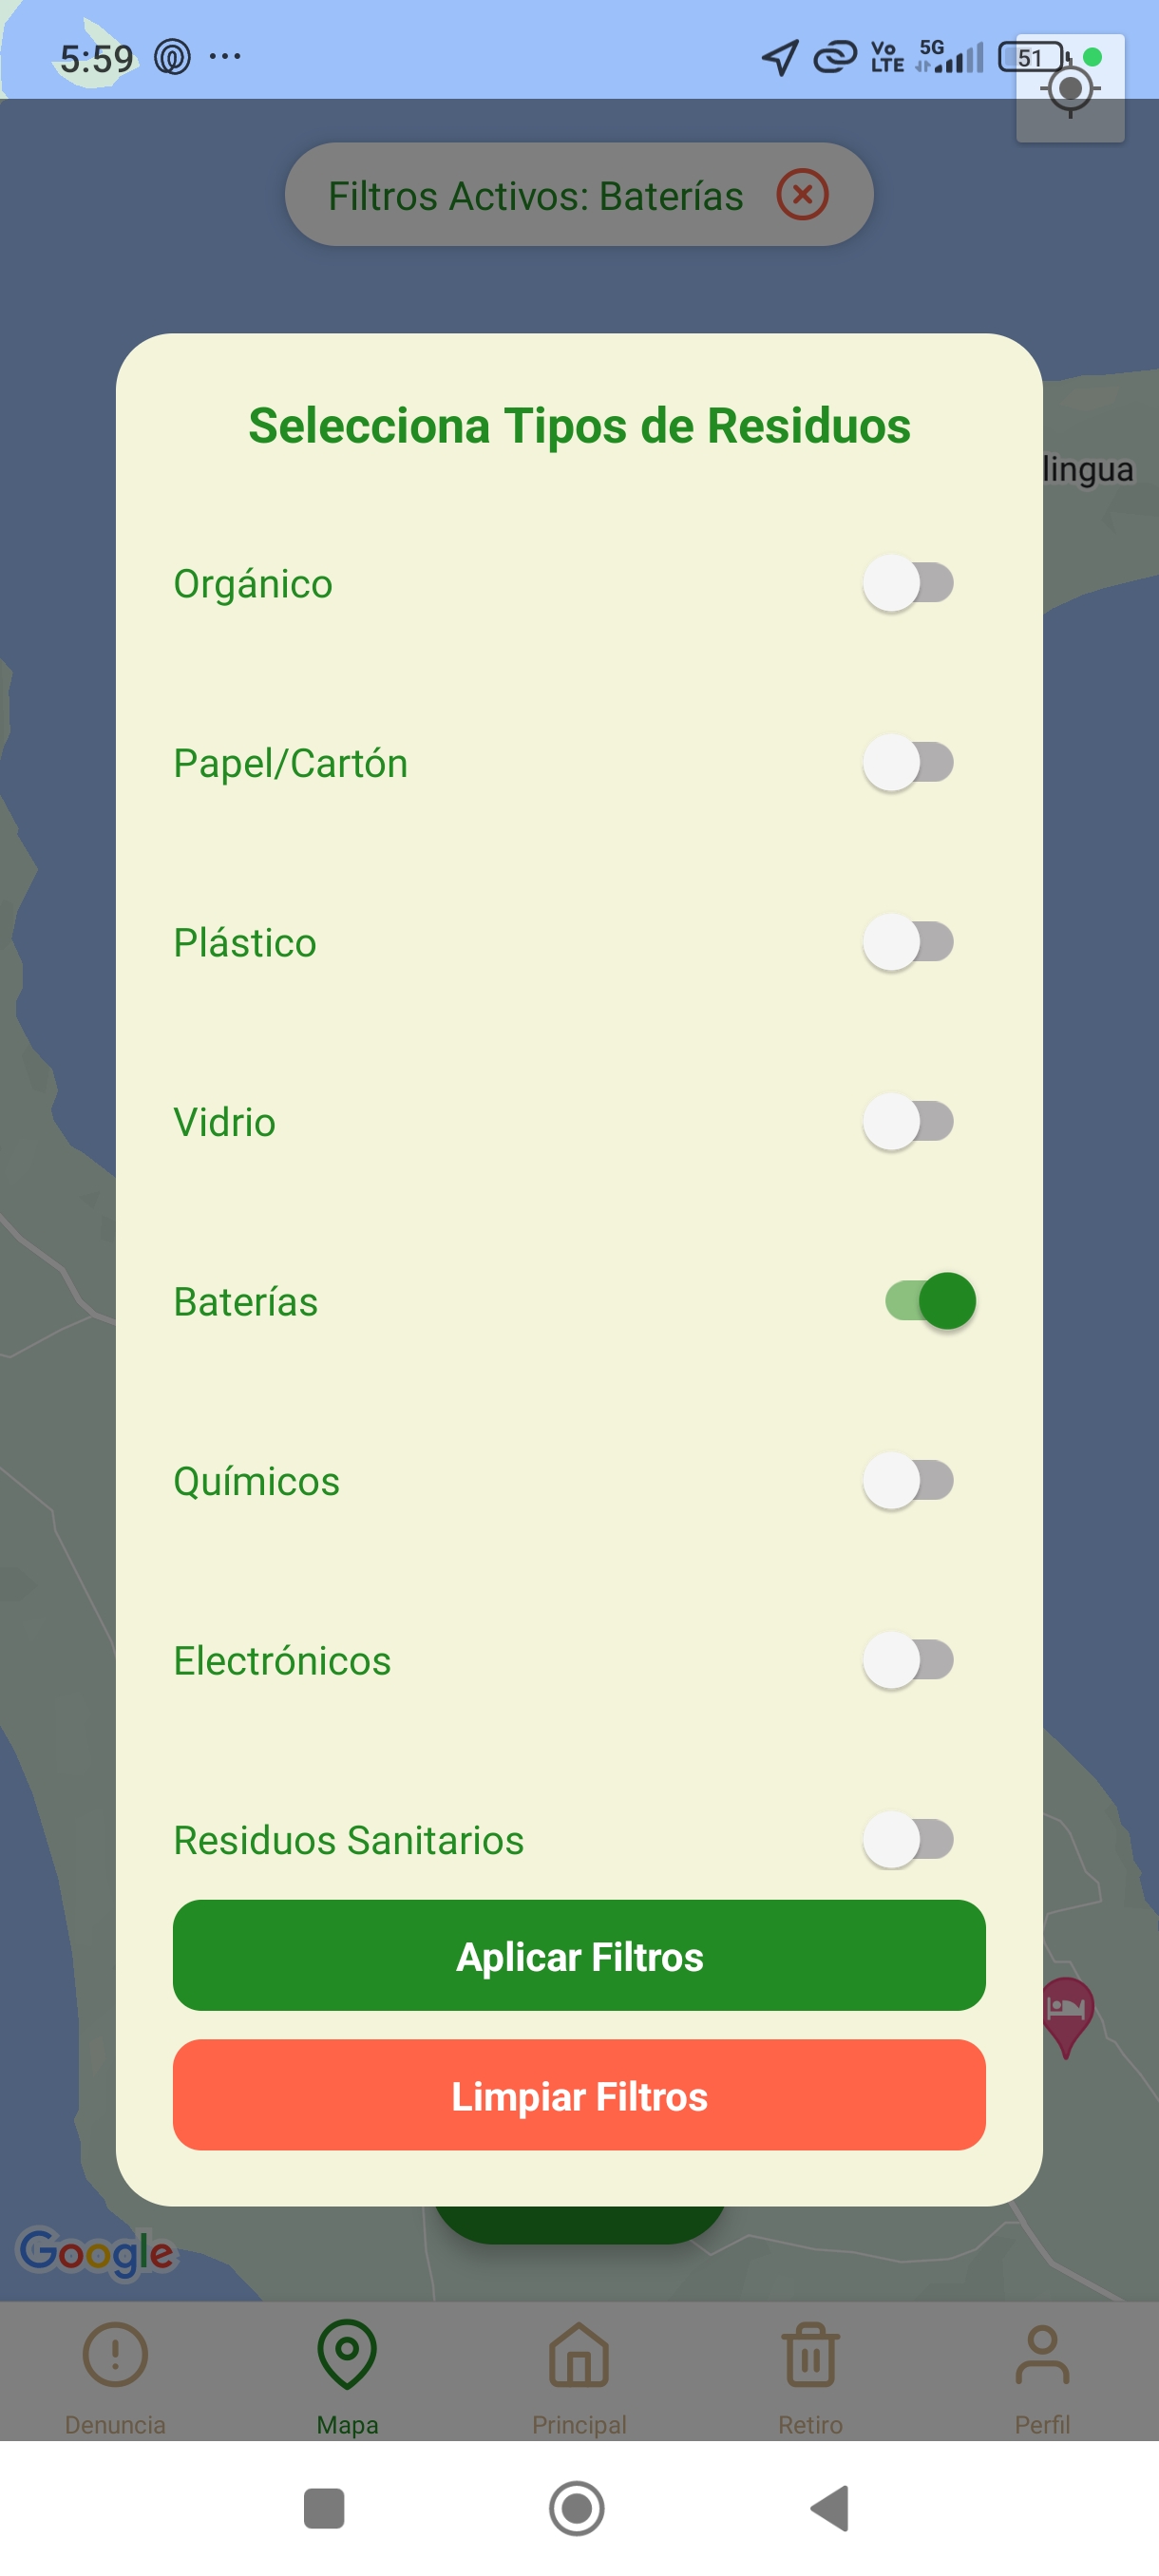 5:59
Vo
LTE
5G
51
Filtros Activos: Baterías
Selecciona Tipos de Residuos
lingua
Orgánico
Papel/Cartón
Plástico
Vidrio
Baterías
Químicos
Electrónicos
Residuos Sanitarios
Aplicar Filtros
Limpiar Filtros
Google
Denuncia
Mapa
Principal
Retiro
Perfil